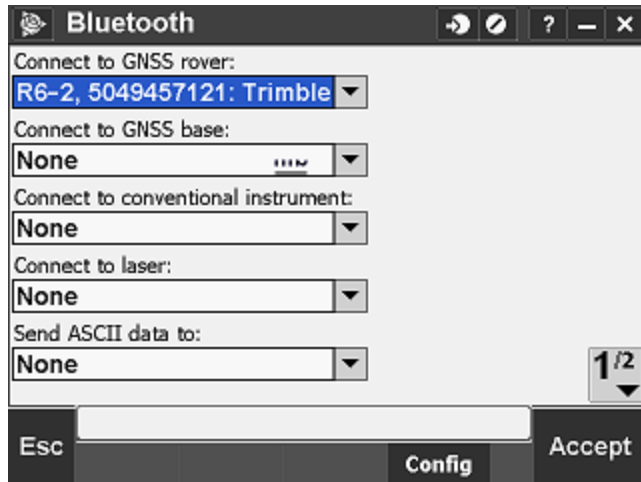 Bluetooth
? – ×
Connect to GNSS rover:
R6-2, 5049457121: Trimble
Connect to GNSS base:
None
Connect to conventional instrument:
None
Connect to laser:
None
Send ASCII data to:
None
1/2
Esc
Config
Accept